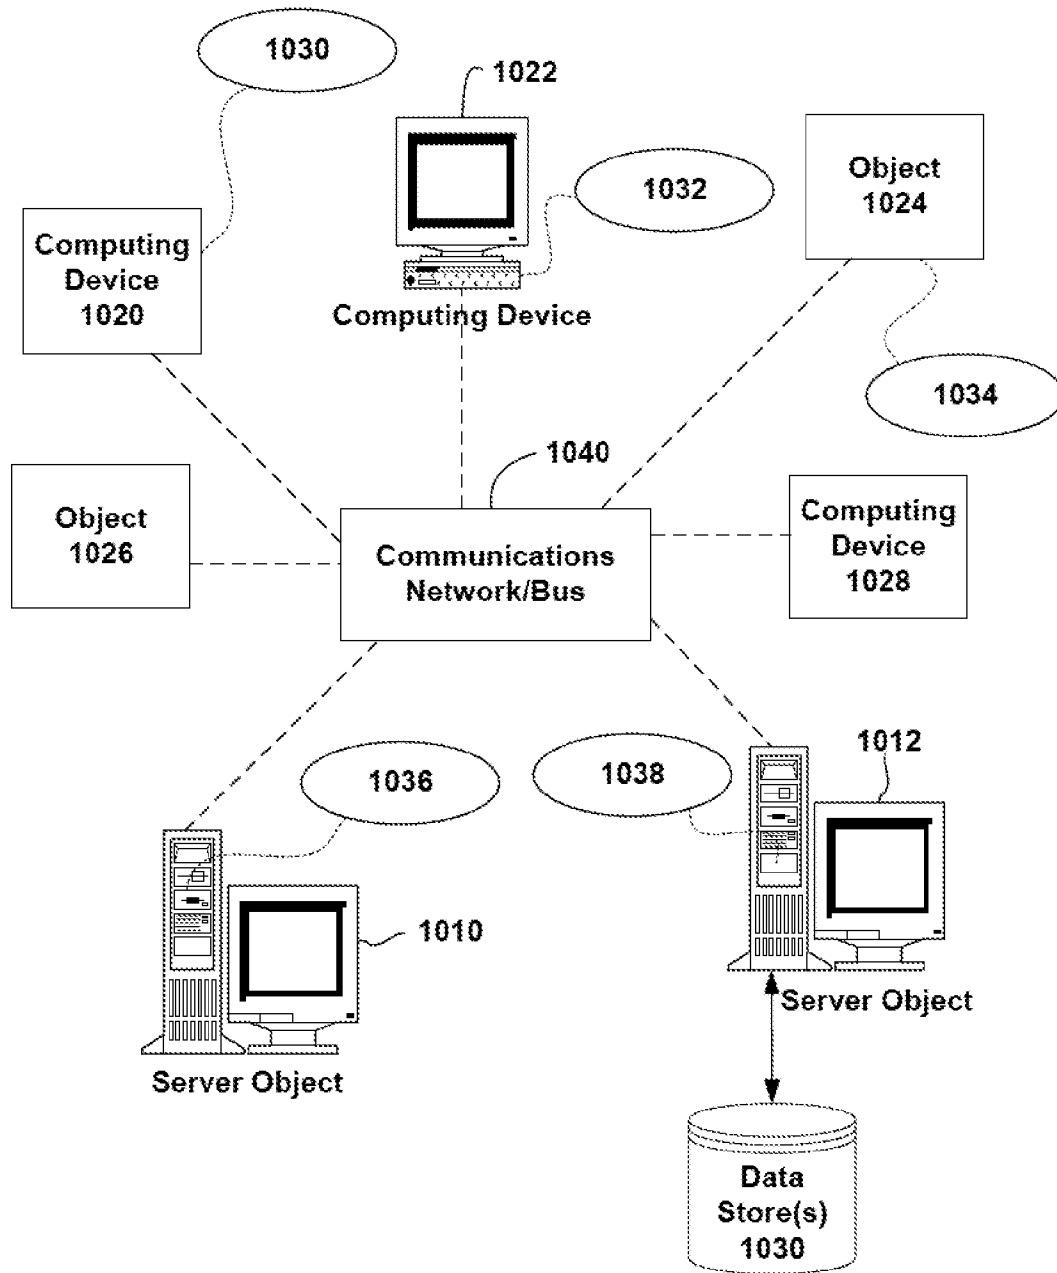 1030
1022
1032
Object
1024
Computing
Device
1020
Computing Device
1034
1040
Object
1026
Communications
Network/Bus
Computing
Device
1028
1036
1038
1012
1010
Server Object
Server Object
Data
Store(s)
1030